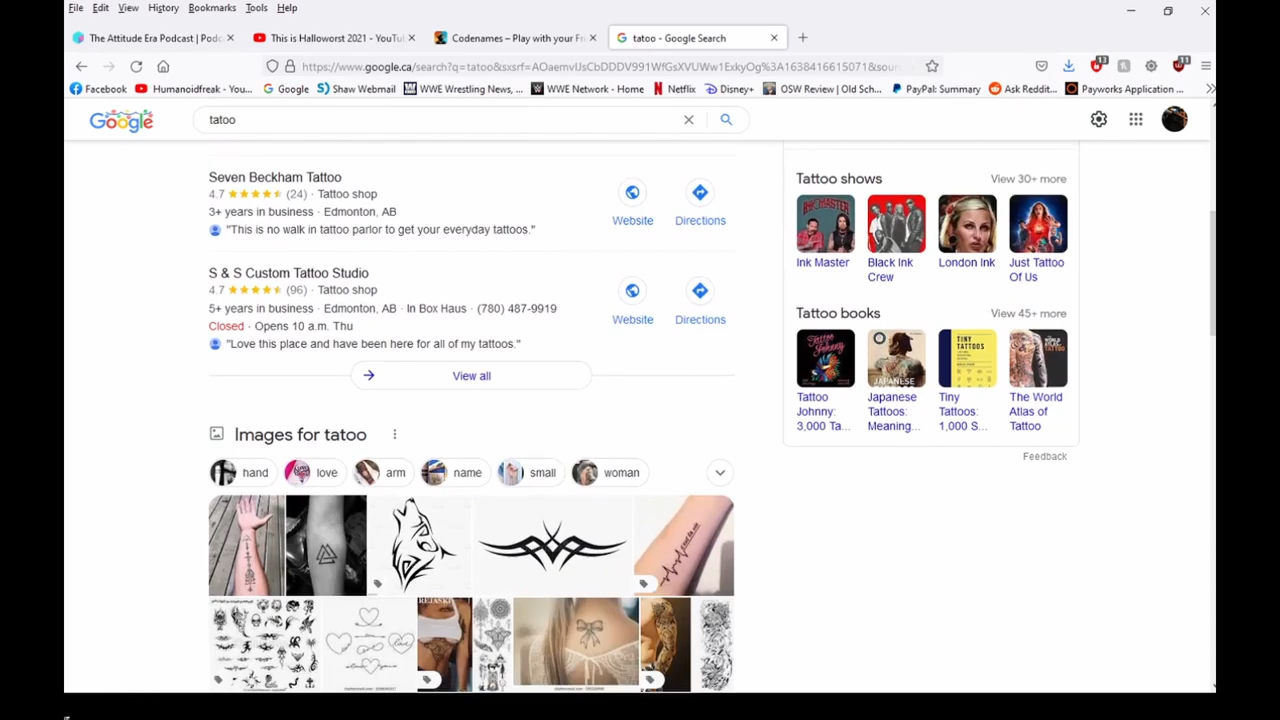 File Edit View History Bookmarks Tools Help
The Attitude Era Podcast | Podc
This is Halloworst 2021 - YouTu
Codenames – Play with your Fri
tatoo - Google Search
Facebook
Humanoidfreak - You...
Google
Shaw Webmail
WWE Wrestling News, ...
WWE Network - Home
Netflix
Disney+
OSW Review | Old Sch...
PayPal: Summary
Ask Reddit...
Payworks Application ...
Google
tatoo
Seven Beckham Tattoo
4.7 (24) · Tattoo shop
3+ years in business · Edmonton, AB
"This is no walk in tattoo parlor to get your everyday tattoos."
Website
Directions
S & S Custom Tattoo Studio
4.7 (96) · Tattoo shop
5+ years in business · Edmonton, AB · In Box Haus · (780) 487-9919
Closed · Opens 10 a.m. Thu
"Love this place and have been here for all of my tattoos."
Website
Directions
View all
Images for tatoo
hand
love
arm
name
small
woman
Tattoo shows
View 30+ more
Ink Master
Black Ink
Crew
London Ink
Just Tattoo
Of Us
Tattoo books
View 45+ more
TINY
TATTOOS
Tattoo
Johnny:
3,000 Ta...
Japanese
Tattoos:
Meaning...
Tiny
Tattoos:
1,000 S...
The World
Atlas of
Tattoo
Feedback